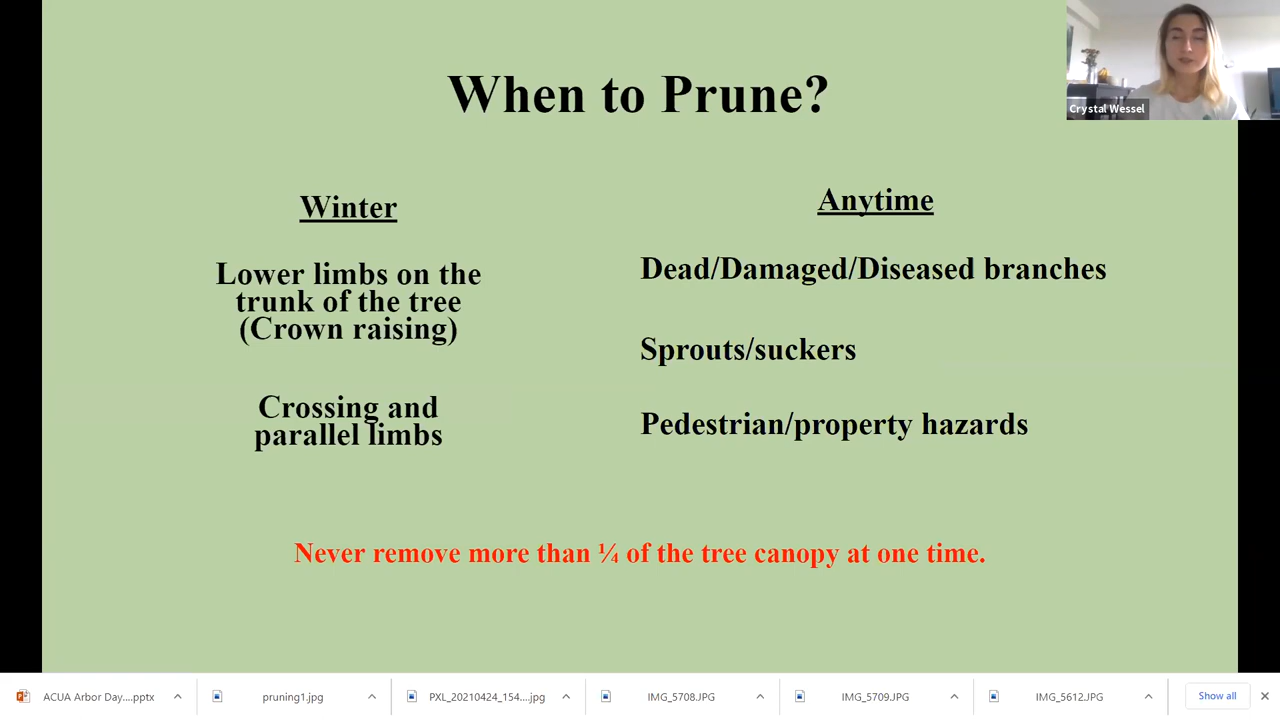 When to Prune?
Crystal Wessel
Winter
Lower limbs on the
trunk of the tree
(Crown raising)
Crossing and
parallel limbs
Anytime
Dead/Damaged/Diseased branches
Sprouts/suckers
Pedestrian/property hazards
Never remove more than ¼ of the tree canopy at one time.
ACUA Arbor Day....pptx
pruning1.jpg
PXL_20210424_154....jpg
IMG_5708.JPG
IMG_5709.JPG
IMG_5612.JPG
Show all